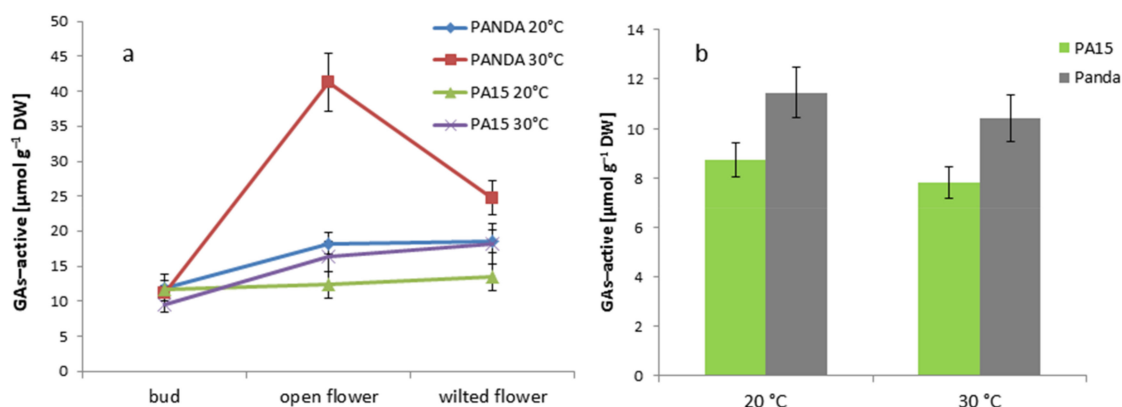 a
GAs–active [µmol g⁻¹ DW]
50
45
40
35
30
25
20
15
10
5
0
bud open flower wilted flower
PANDA 20°C
PANDA 30°C
PA15 20°C
PA15 30°C
b
GAs–active [µmol g⁻¹ DW]
14
12
10
8
6
4
2
0
20 °C 30 °C
PA15
Panda